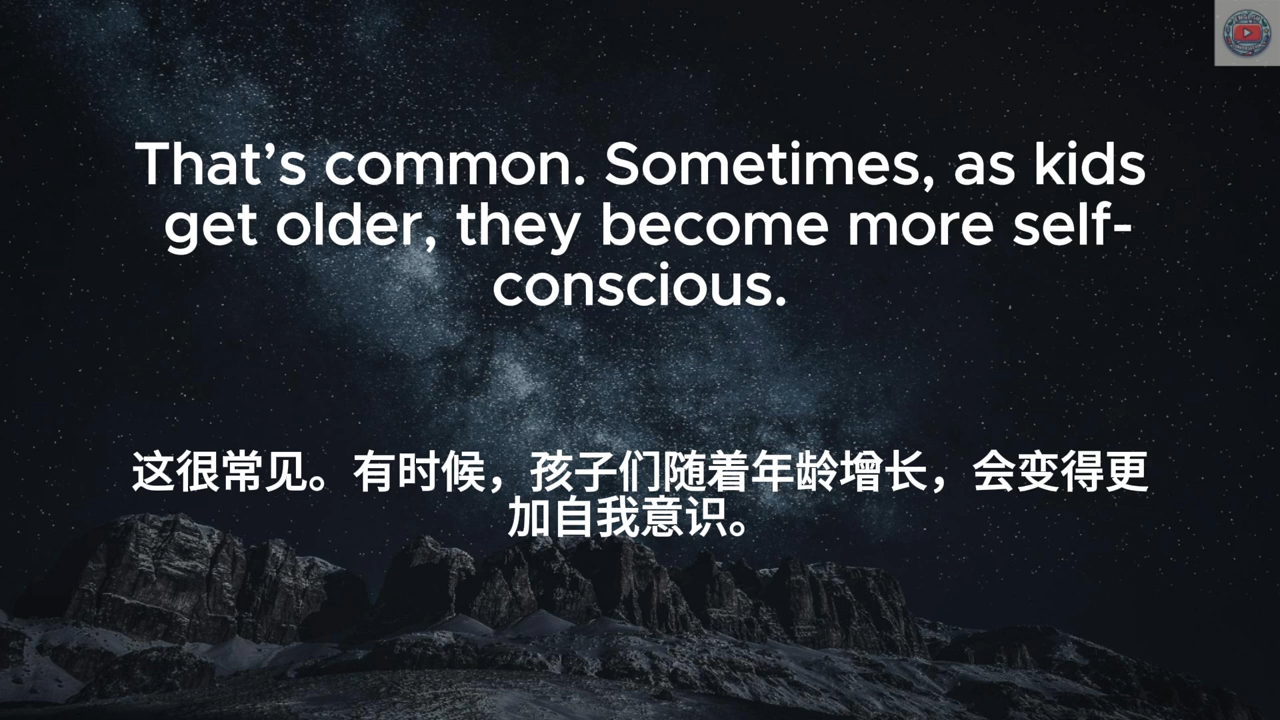 That’s common. Sometimes, as kids
get older, they become more self-
conscious.
这很常见。有时候，孩子们随着年龄增长，会变得更
加自我意识。